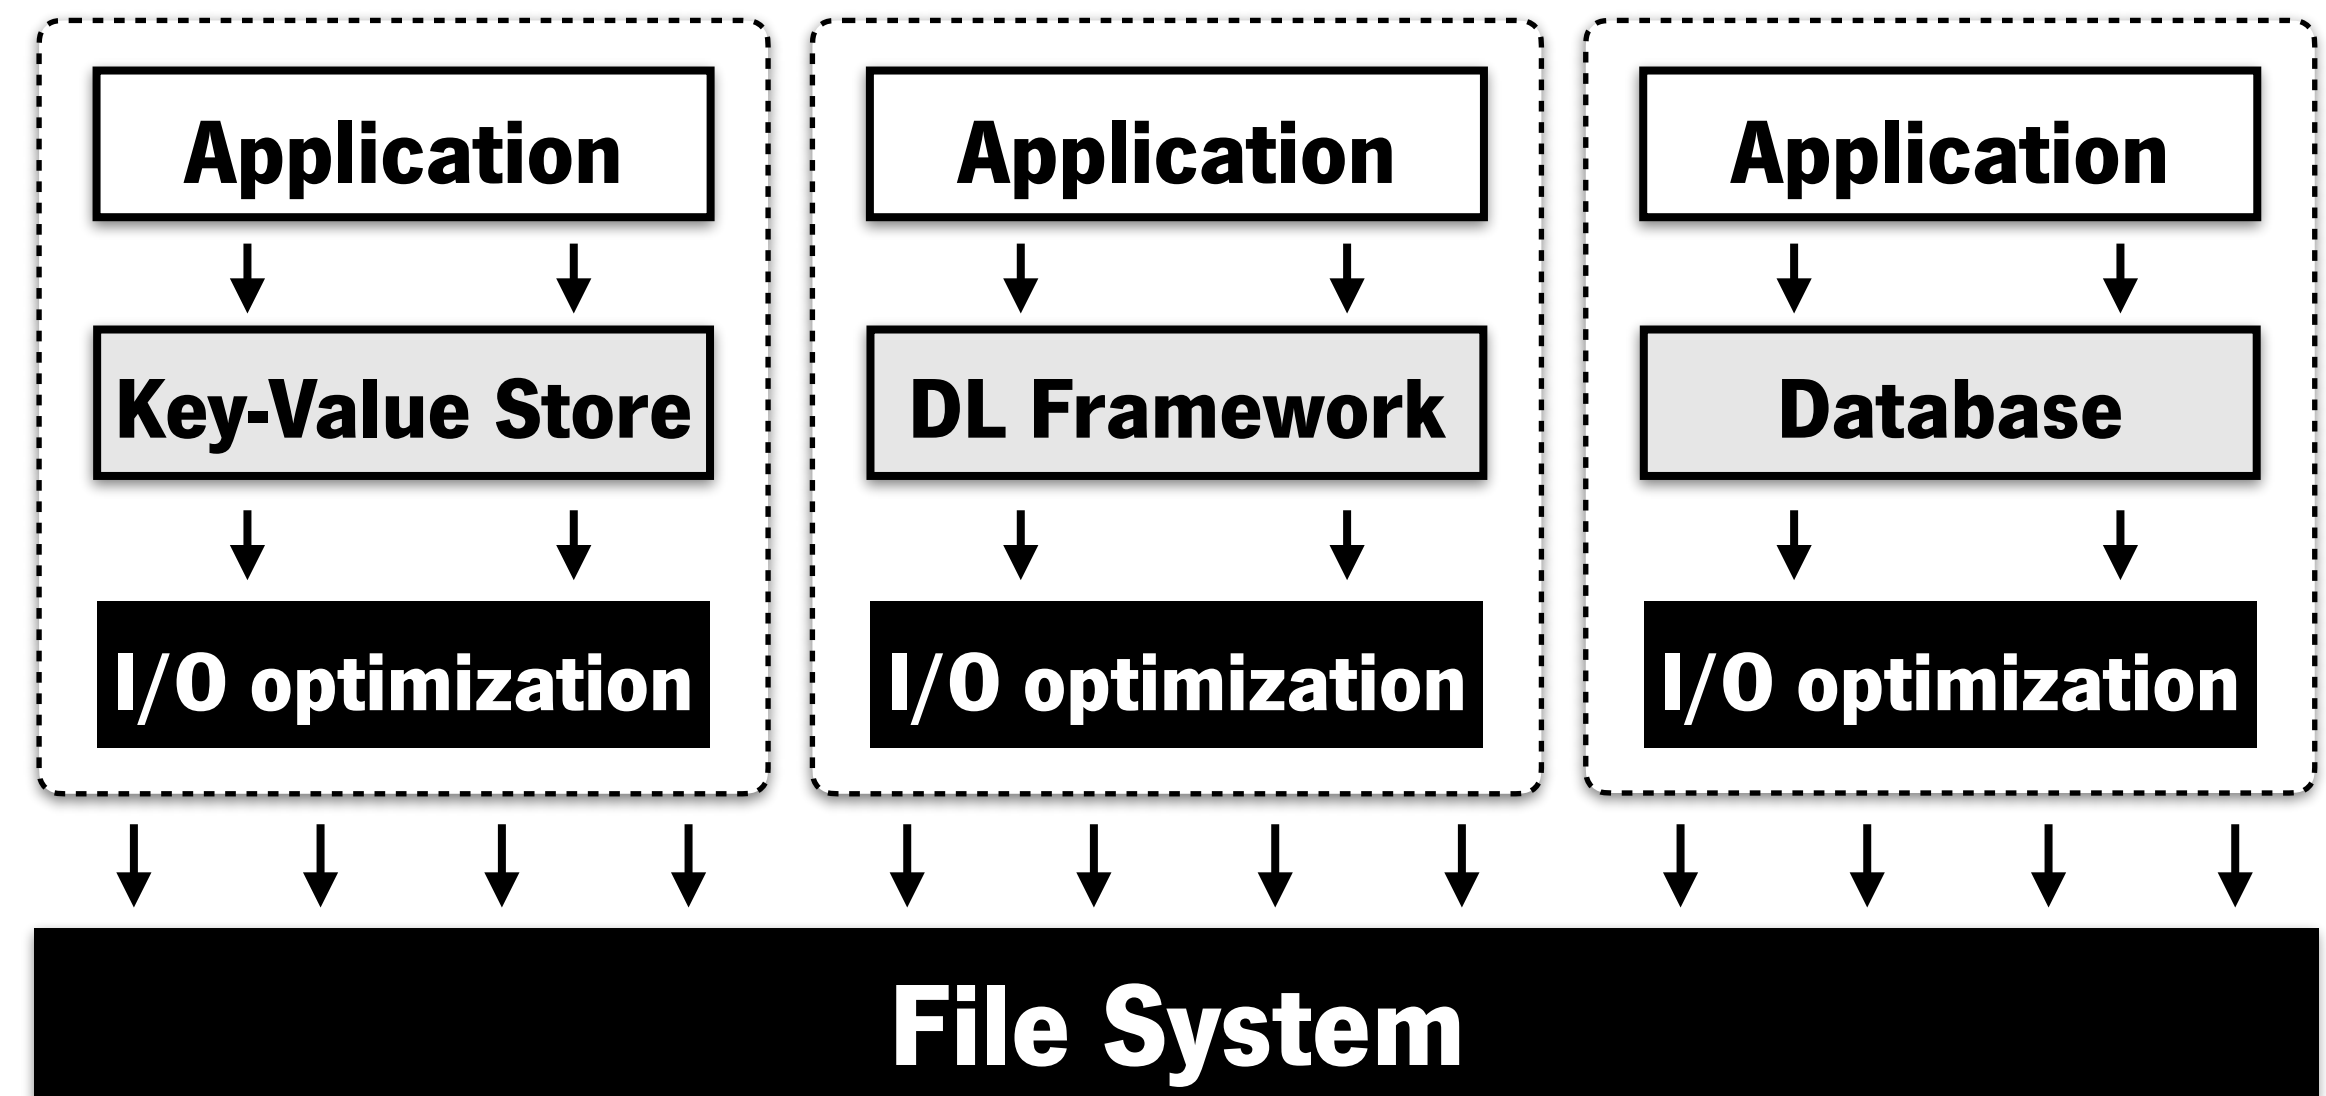 Application
Application
Application
Key-Value Store
DL Framework
Database
I/O optimization
I/O optimization
I/O optimization
File System